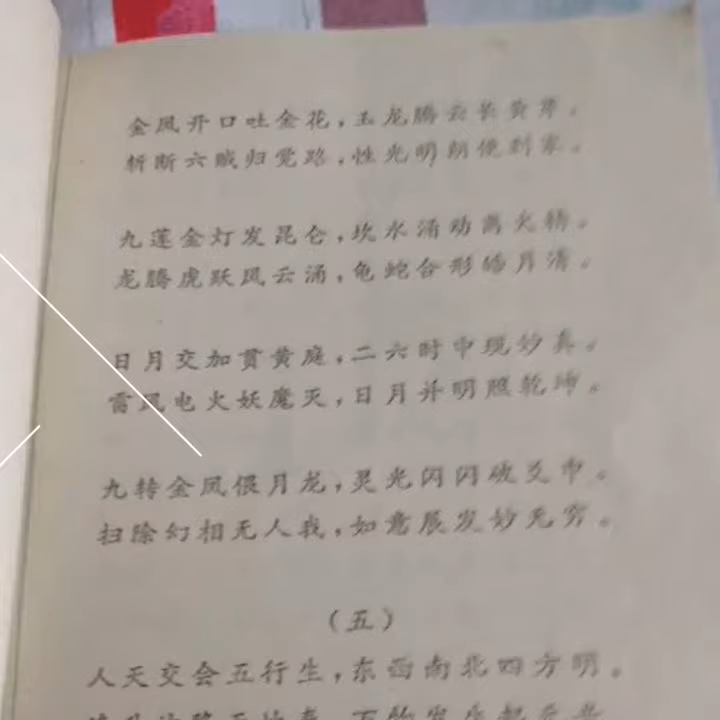 金凤开口吐金花,玉龙腾云长黄芽。
斩断六贼归觉路,性光明朗便到家。
九莲金灯发昆仑,坎水涌动离火精。
龙腾虎跃风云涌,龟蛇合形皓月清。
日月交加贯黄庭,二六时中现妙真。
雷风电火妖魔灭,日月并明照乾坤。
九转金凤偎月龙,灵光闪闪破爻中。
扫除幻相无人我,如意展发妙无穷。
(五)
人天交会五行生,东西南北四方明。